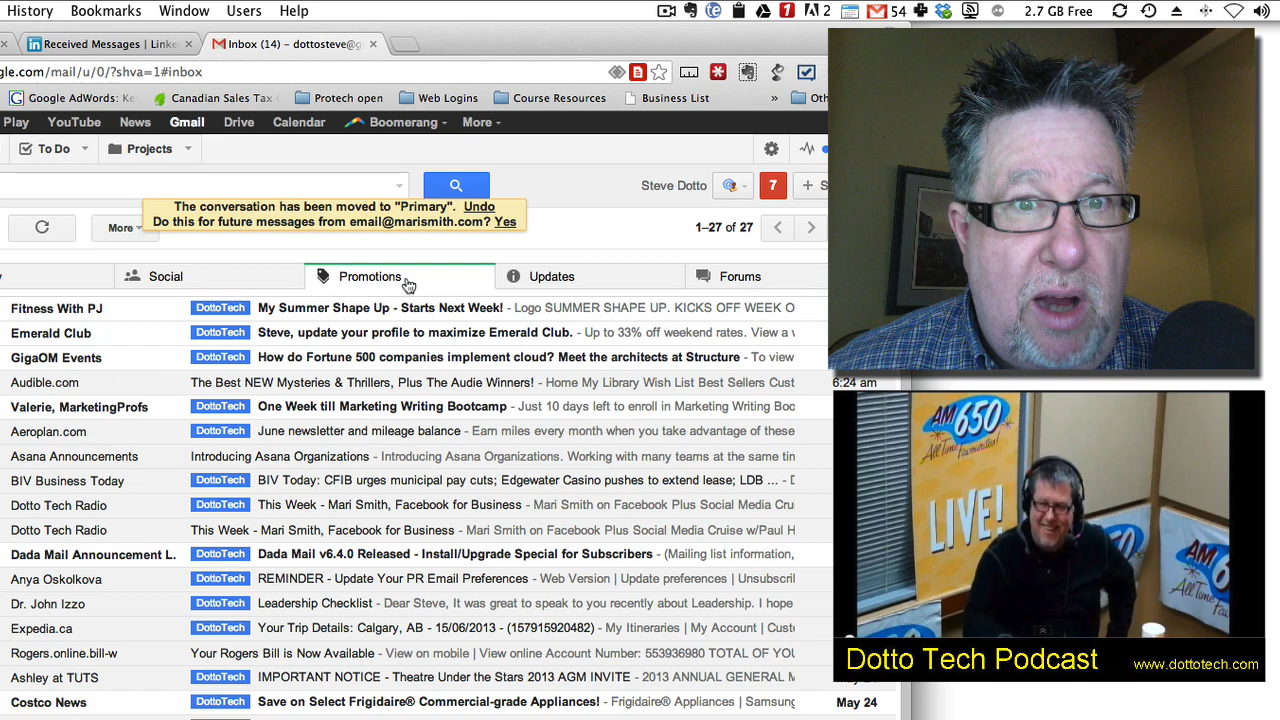 History Bookmarks Window Users Help 1 2 54 2.7 GB Free
Received Messages | Linke Inbox (14) – dottosteve@g
gle.com/mail/u/0/?shva=1#inbox
Google AdWords: Ke Canadian Sales Tax Protech open Web Logins Course Resources Business List » Oth
Play YouTube News Gmail Drive Calendar Boomerang More
To Do Projects
Steve Dotto 7 + S
The conversation has been moved to "Primary". Undo
Do this for future messages from email@marismith.com? Yes
More 1–27 of 27
Social Promotions Updates Forums
Fitness With PJ DottoTech My Summer Shape Up - Starts Next Week! - Logo SUMMER SHAPE UP. KICKS OFF WEEK O
Emerald Club DottoTech Steve, update your profile to maximize Emerald Club. - Up to 33% off weekend rates. View a v
GigaOM Events DottoTech How do Fortune 500 companies implement cloud? Meet the architects at Structure - To view
Audible.com The Best NEW Mysteries & Thrillers, Plus The Audie Winners! - Home My Library Wish List Best Sellers Cust 6:24 am
Valerie, MarketingProfs DottoTech One Week till Marketing Writing Bootcamp - Just 10 days left to enroll in Marketing Writing Boo
Aeroplan.com DottoTech June newsletter and mileage balance - Earn miles every month when you take advantage of these
Asana Announcements Introducing Asana Organizations - Introducing Asana Organizations. Working with many teams at the same tim
BIV Business Today DottoTech BIV Today: CFIB urges municipal pay cuts; Edgewater Casino pushes to extend lease; LDB ... - D
Dotto Tech Radio DottoTech This Week - Mari Smith, Facebook for Business - Mari Smith on Facebook Plus Social Media Cruis
Dotto Tech Radio This Week - Mari Smith, Facebook for Business - Mari Smith on Facebook Plus Social Media Cruise w/Paul H
Dada Mail Announcement L. DottoTech Dada Mail v6.4.0 Released - Install/Upgrade Special for Subscribers - (Mailing list information,
Anya Oskolkova DottoTech REMINDER - Update Your PR Email Preferences - Web Version | Update preferences | Unsubscri
Dr. John Izzo DottoTech Leadership Checklist - Dear Steve, It was great to speak to you recently about Leadership. I hope
Expedia.ca DottoTech Your Trip Details: Calgary, AB - 15/06/2013 - (157915920482) - My Itineraries | My Account | Custo
Rogers.online.bill-w Your Rogers Bill is Now Available - View on mobile | View online Account Number: 553936980 TOTAL OF YOU
Ashley at TUTS DottoTech IMPORTANT NOTICE - Theatre Under the Stars 2013 AGM INVITE - 2013 ANNUAL GENERAL M
Costco News DottoTech Save on Select Frigidaire® Commercial-grade Appliances! - Frigidaire® Appliances | Samsung May 24
AM 650
All Time Favourites!
LIVE!
AM 6
All Time
Dotto Tech Podcast www.dottotech.com